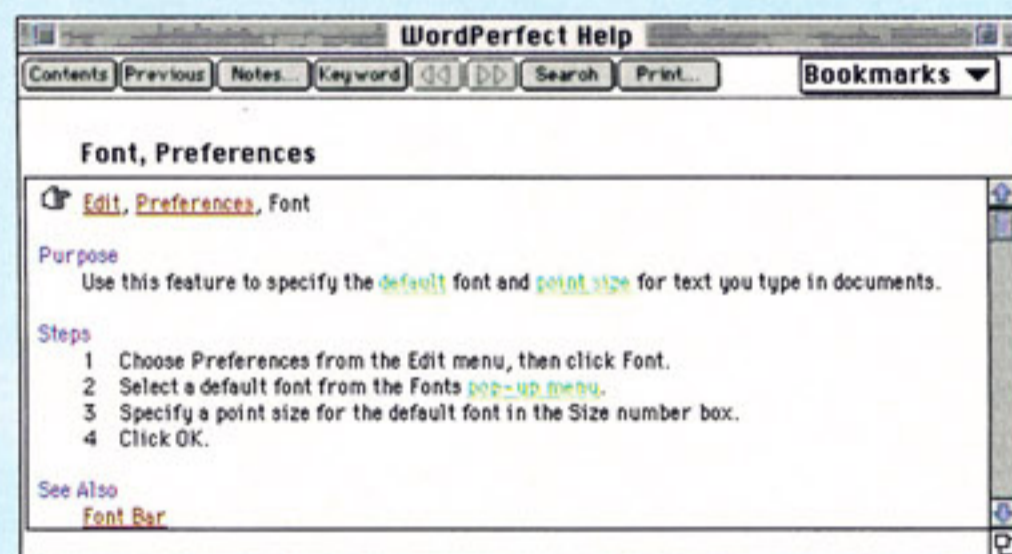 WordPerfect Help
Contents Previous Notes... Keyword Search Print... Bookmarks
Font, Preferences
Edit, Preferences, Font
Purpose
Use this feature to specify the default font and point size for text you type in documents.
Steps
1 Choose Preferences from the Edit menu, then click Font.
2 Select a default font from the Fonts pop-up menu.
3 Specify a point size for the default font in the Size number box.
4 Click OK.
See Also
Font Bar